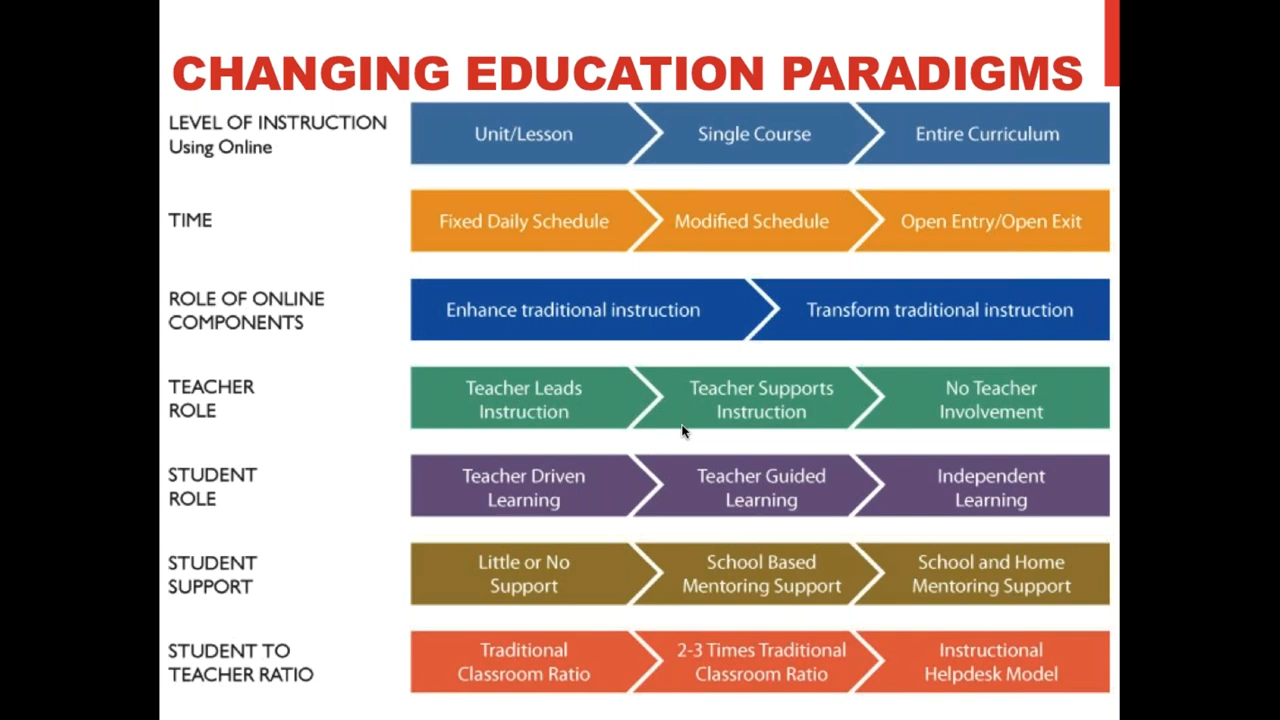 CHANGING EDUCATION PARADIGMS
LEVEL OF INSTRUCTION
Using Online
Unit/Lesson
Single Course
Entire Curriculum
TIME
Fixed Daily Schedule
Modified Schedule
Open Entry/Open Exit
ROLE OF ONLINE
COMPONENTS
Enhance traditional instruction
Transform traditional instruction
TEACHER
ROLE
Teacher Leads
Instruction
Teacher Supports
Instruction
No Teacher
Involvement
STUDENT
ROLE
Teacher Driven
Learning
Teacher Guided
Learning
Independent
Learning
STUDENT
SUPPORT
Little or No
Support
School Based
Mentoring Support
School and Home
Mentoring Support
STUDENT TO
TEACHER RATIO
Traditional
Classroom Ratio
2-3 Times Traditional
Classroom Ratio
Instructional
Helpdesk Model